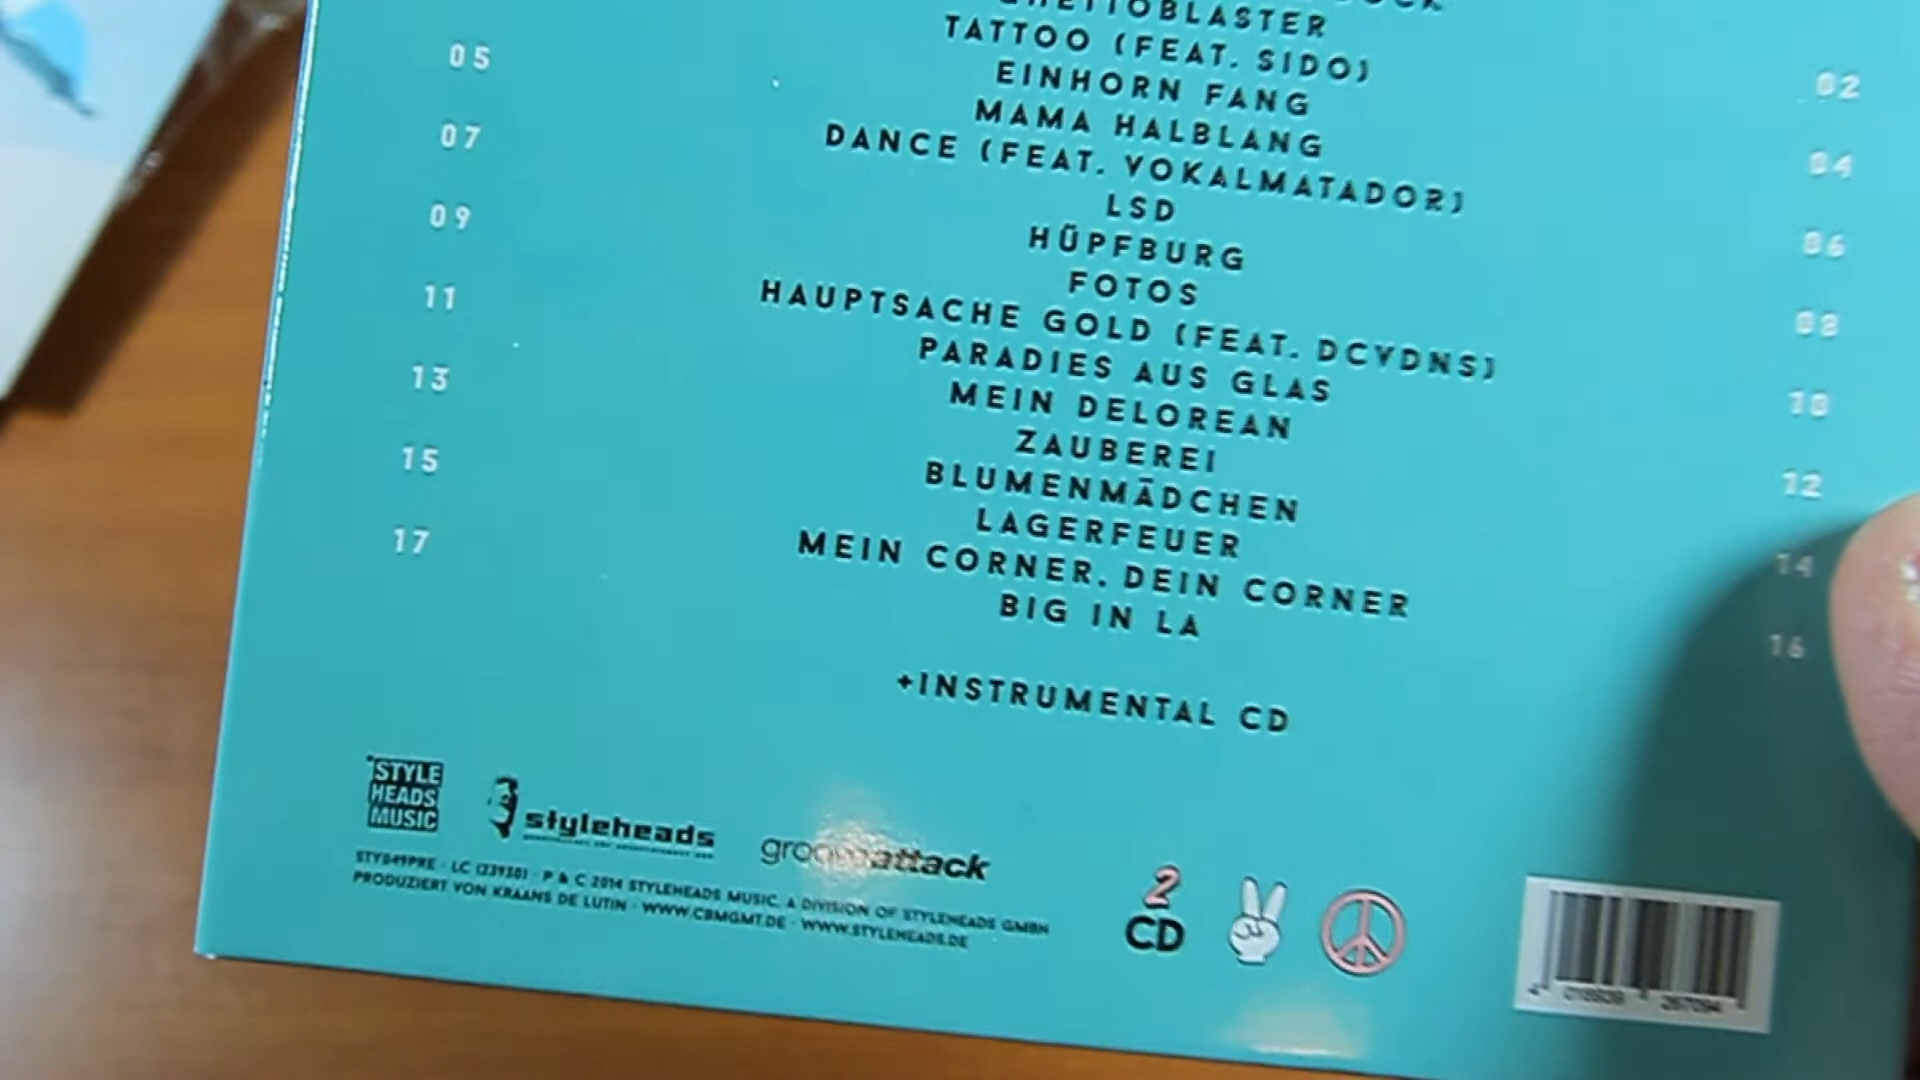 GHETTOBLASTER
TATTOO (FEAT. SIDO)
05
EINHORN FANG
02
MAMA HALBLANG
07
DANCE (FEAT. VOKALMATADOR)
04
LSD
09
HÜPFBURG
06
FOTOS
11
HAUPTSACHE GOLD (FEAT. DCVDNS)
08
PARADIES AUS GLAS
13
MEIN DELOREAN
10
ZAUBEREI
15
BLUMENMÄDCHEN
12
LAGERFEUER
17
MEIN CORNER, DEIN CORNER
14
BIG IN LA
16
+INSTRUMENTAL CD
STYLE
HEADS
MUSIC
styleheads
grooveattack
STY049PRE · LC (23930) · P & C 2014 STYLEHEADS MUSIC, A DIVISION OF STYLEHEADS GMBH
PRODUZIERT VON KRAANS DE LUTIN · WWW.CBMGMT.DE · WWW.STYLEHEADS.DE
2
CD